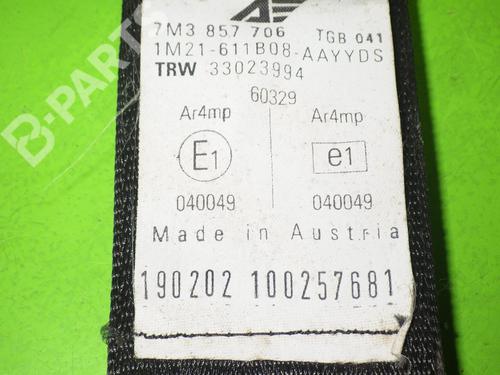 7M3 857 706 TGB 041
1M21-611B08-AAYYDS
TRW 33023994
60329
Ar4mp Ar4mp
E1 e1
040049 040049
Made in Austria
190202 100257681
B-PARTS